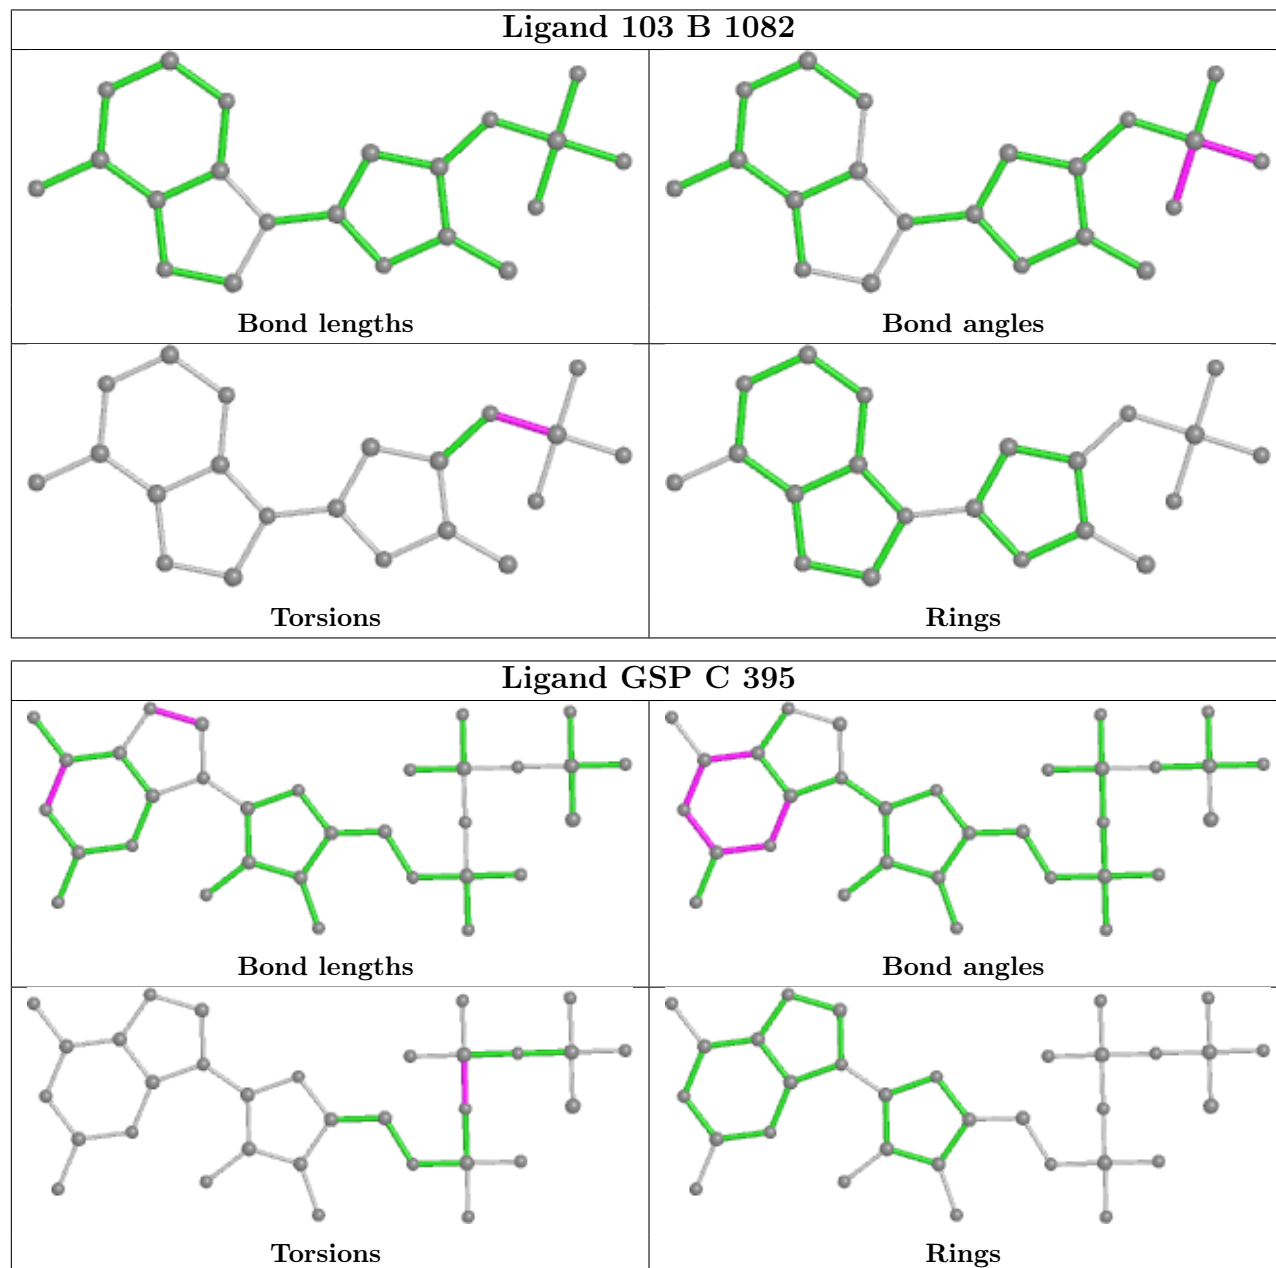 Ligand 103 B 1082
Bond lengths
Bond angles
Torsions
Rings
Ligand GSP C 395
Bond lengths
Bond angles
Torsions
Rings